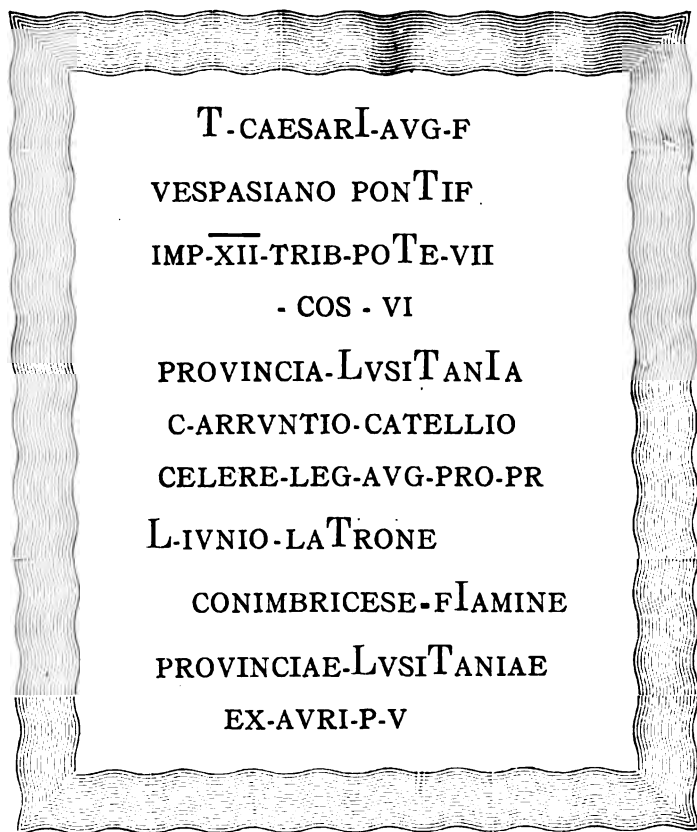 T-CAESARI-AVG-F
VESPASIANO PONTIF
IMP-X̅I̅I̅-TRIB-POTE-VII
- COS - VI
PROVINCIA-LVSITANIA
C-ARRVNTIO-CATELLIO
CELERE-LEG-AVG-PRO-PR
L-IVNIO-LATRONE
CONIMBRICESE-FIAMINE
PROVINCIAE-LVSITANIAE
EX-AVRI-P-V